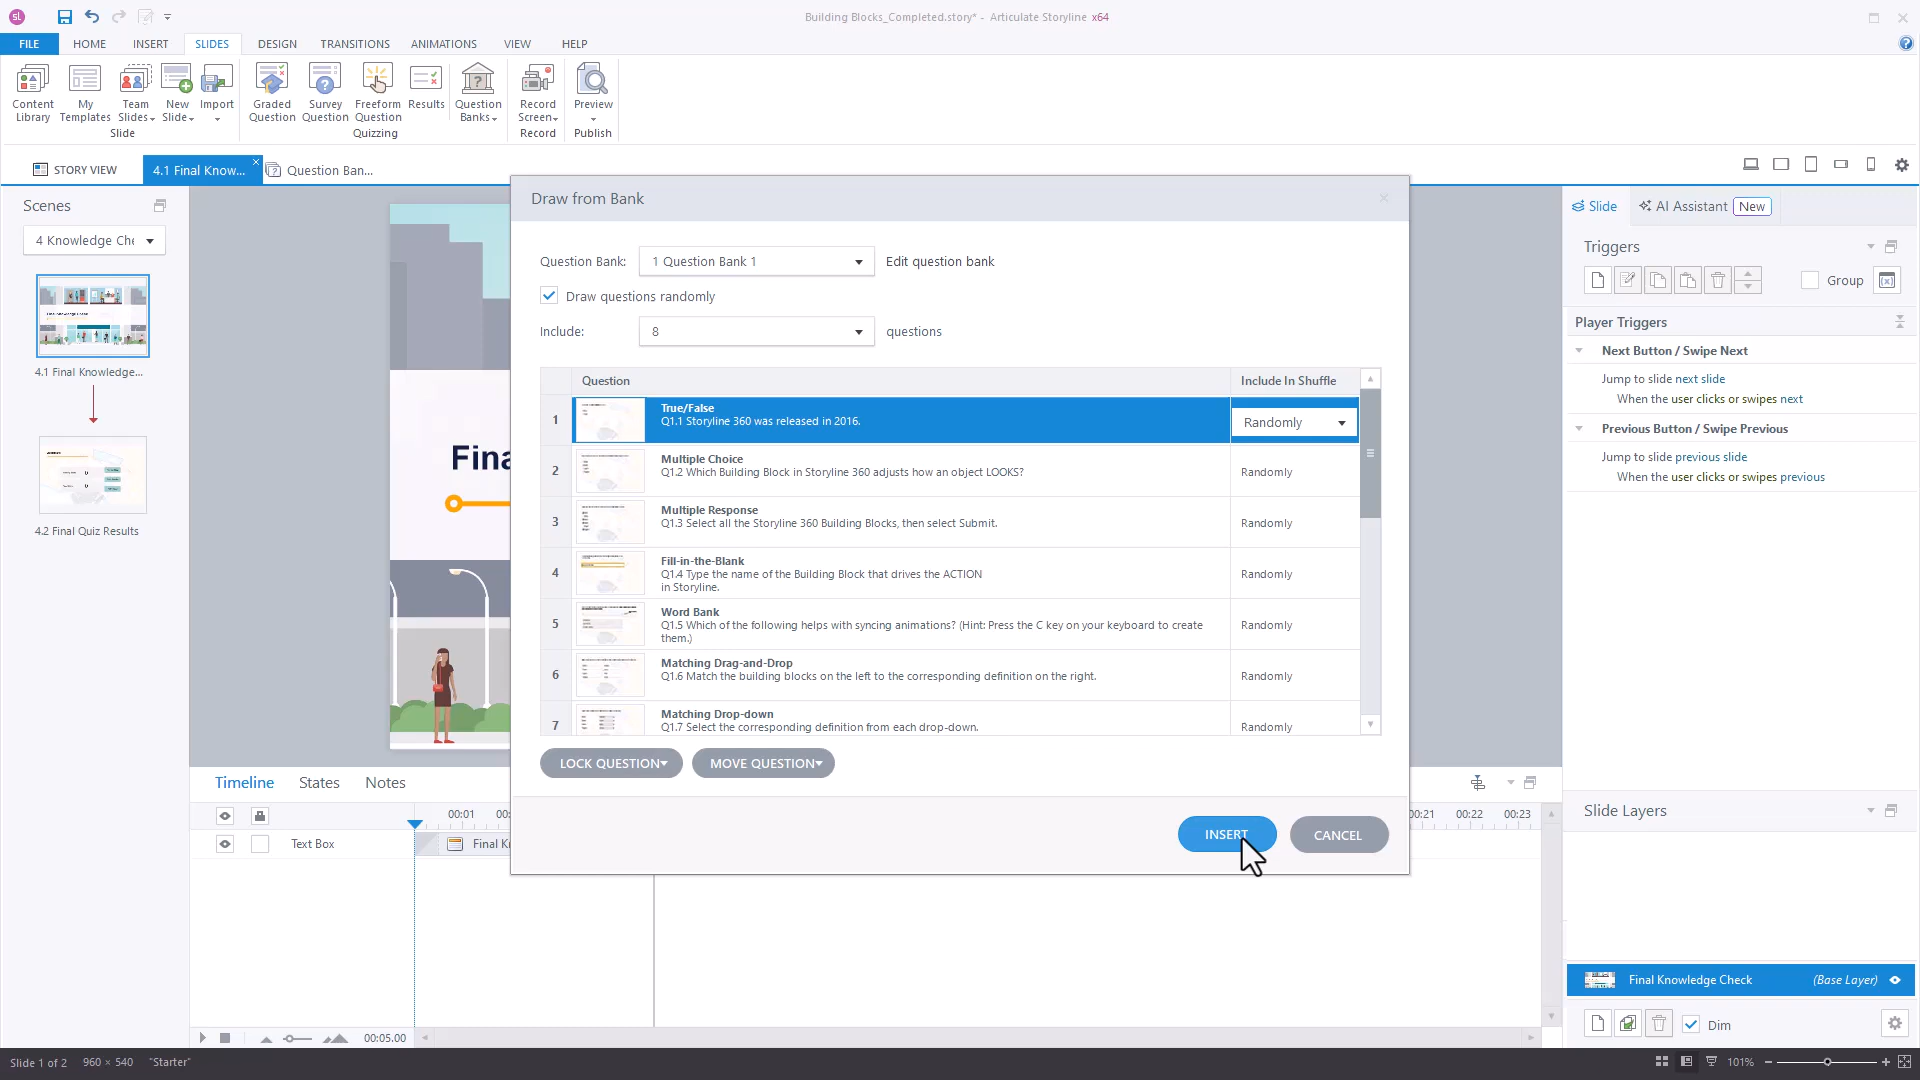 sl
Building Blocks_Completed.story* - Articulate Storyline x64
FILE
HOME
INSERT
SLIDES
DESIGN
TRANSITIONS
ANIMATIONS
VIEW
HELP
Content
Library
My
Templates
Team
Slides
New
Slide
Import
Slide
Graded
Question
Survey
Question
Freeform
Question
Results
Question
Banks
Quizzing
Record
Screen
Record
Preview
Publish
STORY VIEW
4.1 Final Know...
Question Ban...
Scenes
4 Knowledge Che
4.1 Final Knowledge...
4.2 Final Quiz Results
Fina
Draw from Bank
Question Bank:
1 Question Bank 1
Edit question bank
Draw questions randomly
Include:
8
questions
Question
Include In Shuffle
1
True/False
Q1.1 Storyline 360 was released in 2016.
Randomly
2
Multiple Choice
Q1.2 Which Building Block in Storyline 360 adjusts how an object LOOKS?
Randomly
3
Multiple Response
Q1.3 Select all the Storyline 360 Building Blocks, then select Submit.
Randomly
4
Fill-in-the-Blank
Q1.4 Type the name of the Building Block that drives the ACTION
in Storyline.
Randomly
5
Word Bank
Q1.5 Which of the following helps with syncing animations? (Hint: Press the C key on your keyboard to create
them.)
Randomly
6
Matching Drag-and-Drop
Q1.6 Match the building blocks on the left to the corresponding definition on the right.
Randomly
7
Matching Drop-down
Q1.7 Select the corresponding definition from each drop-down.
Randomly
LOCK QUESTION
MOVE QUESTION
INSERT
CANCEL
Slide
AI Assistant
New
Triggers
Group
Player Triggers
Next Button / Swipe Next
Jump to slide next slide
When the user clicks or swipes next
Previous Button / Swipe Previous
Jump to slide previous slide
When the user clicks or swipes previous
Timeline
States
Notes
00:01
00:
00:21
00:22
00:23
Text Box
Final K
00:05.00
Slide Layers
Final Knowledge Check
(Base Layer)
Dim
Slide 1 of 2
960 × 540
"Starter"
101%